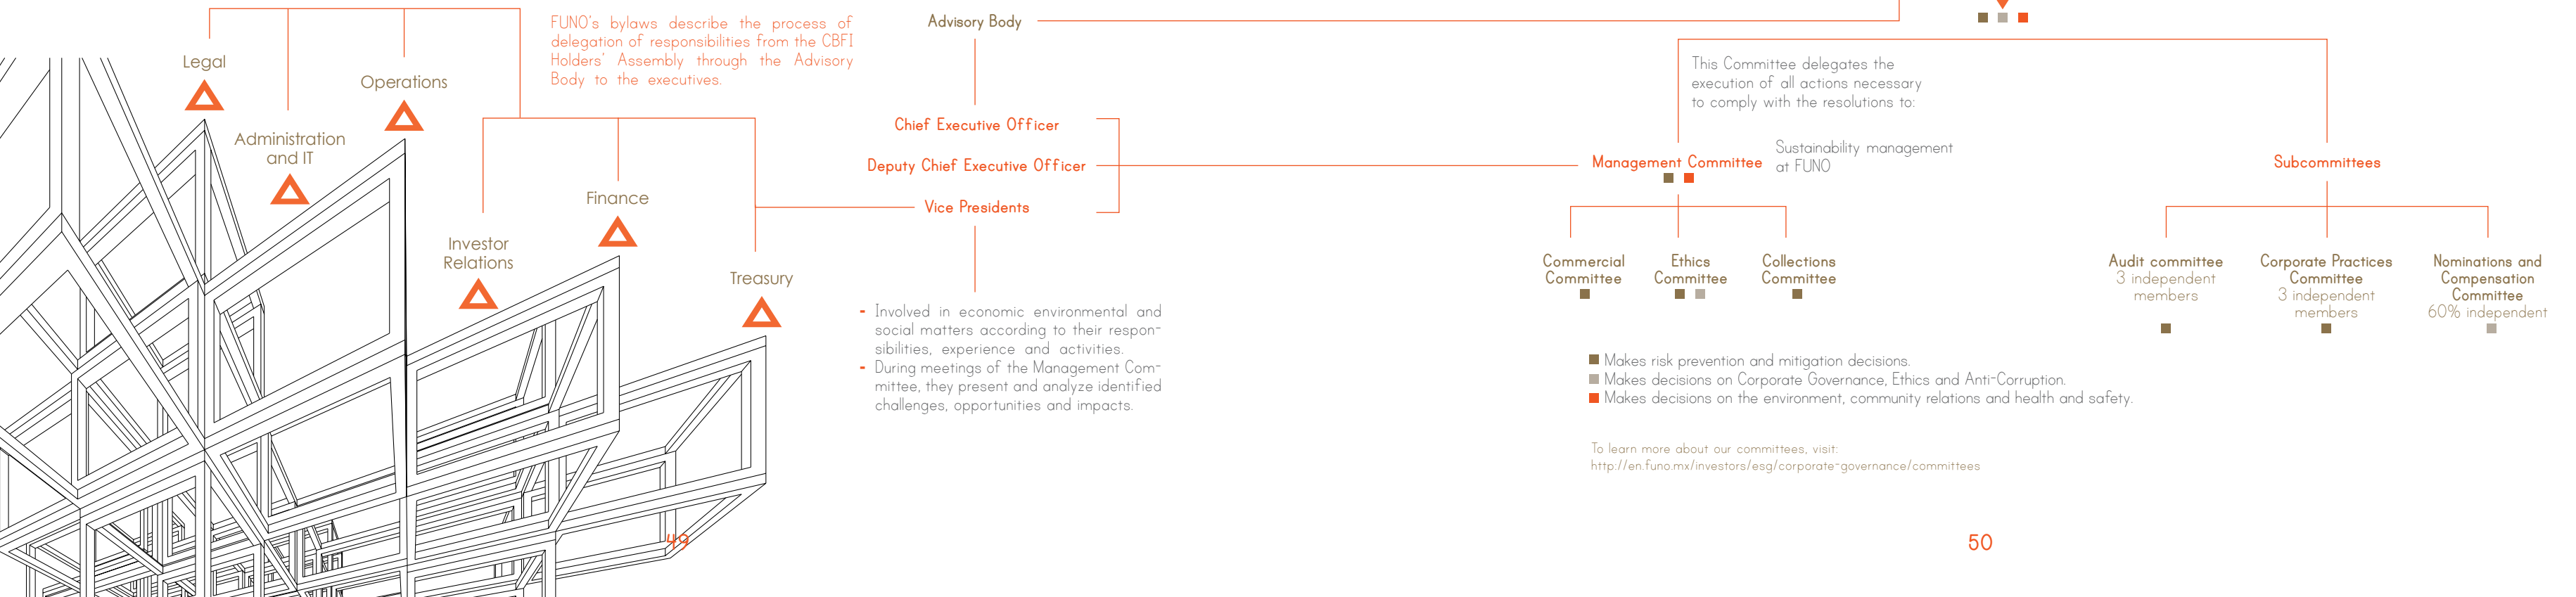 Legal
Administration
and IT
Operations
Investor
Relations
Finance
Treasury
FUNO's bylaws describe the process of
delegation of responsibilities from the CBFI
Holders' Assembly through the Advisory
Body to the executives.
Advisory Body
Chief Executive Officer
Deputy Chief Executive Officer
Vice Presidents
- Involved in economic environmental and
social matters according to their respon-
sibilities, experience and activities.
- During meetings of the Management Com-
mittee, they present and analyze identified
challenges, opportunities and impacts.
49
This Committee delegates the
execution of all actions necessary
to comply with the resolutions to:
Management Committee
Sustainability management
at FUNO
Subcommittees
Commercial
Committee
Ethics
Committee
Collections
Committee
Audit committee
3 independent
members
Corporate Practices
Committee
3 independent
members
Nominations and
Compensation
Committee
60% independent
Makes risk prevention and mitigation decisions.
Makes decisions on Corporate Governance, Ethics and Anti-Corruption.
Makes decisions on the environment, community relations and health and safety.
To learn more about our committees, visit:
http://en.funo.mx/investors/esg/corporate-governance/committees
50